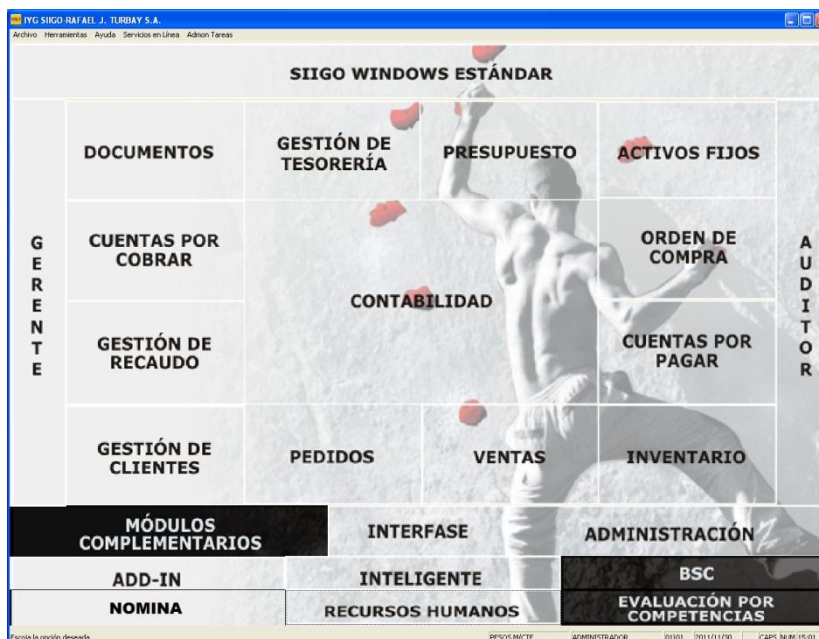 IYG SIIGO-RAFAEL J. TURBAY S.A.
Archivo Herramientas Ayuda Servicios en Línea Admon Tareas
SIIGO WINDOWS ESTÁNDAR
GERENTE
DOCUMENTOS
GESTIÓN DE
TESORERÍA
PRESUPUESTO
ACTIVOS FIJOS
CUENTAS POR
COBRAR
CONTABILIDAD
ORDEN DE
COMPRA
GESTIÓN DE
RECAUDO
CUENTAS POR
PAGAR
GESTIÓN DE
CLIENTES
PEDIDOS
VENTAS
INVENTARIO
AUDITOR
MÓDULOS
COMPLEMENTARIOS
INTERFASE
ADMINISTRACIÓN
ADD-IN
INTELIGENTE
BSC
NOMINA
RECURSOS HUMANOS
EVALUACIÓN POR
COMPETENCIAS
Escoja la opción deseada PESOS M/CTE ADMINISTRADOR 01J01 2011/11/30 CAPS NUM 15:01